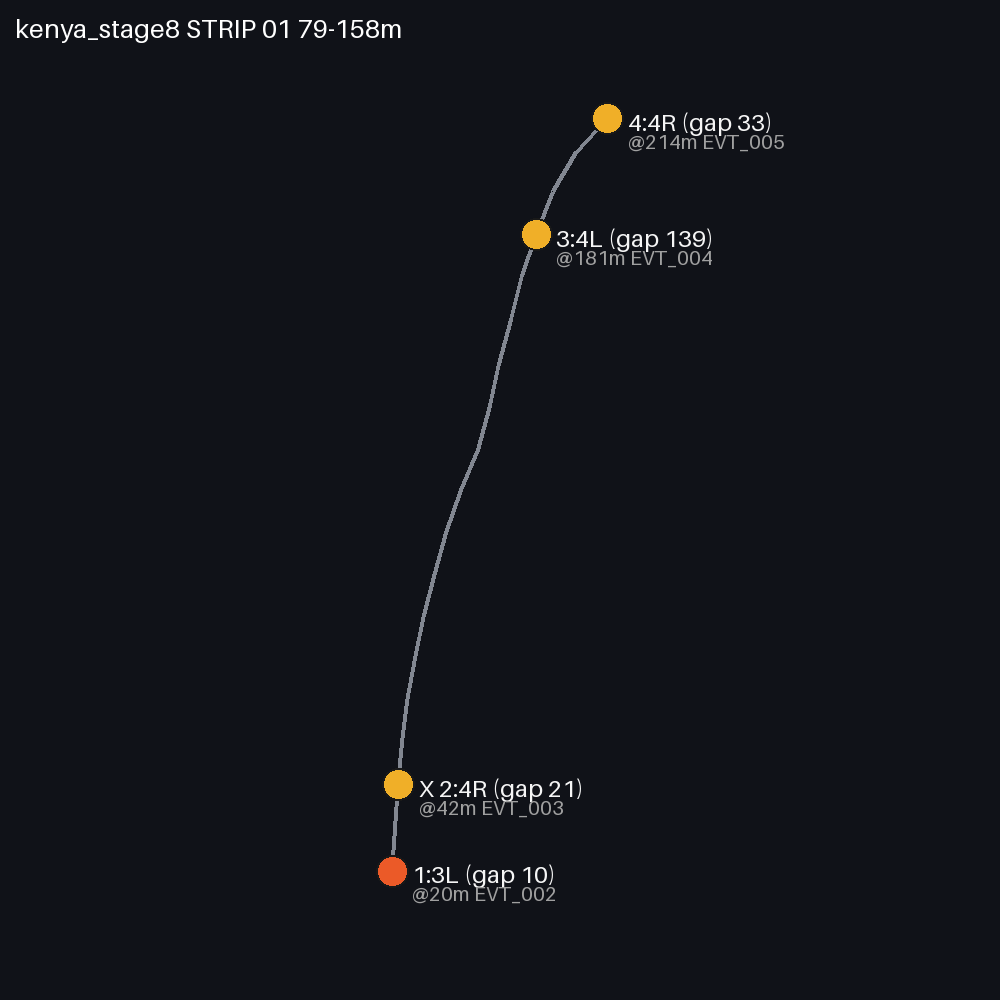 kenya_stage8 STRIP 01 79-158m
4:4R (gap 33)
@214m EVT_005
3:4L (gap 139)
@181m EVT_004
X 2:4R (gap 21)
@42m EVT_003
1:3L (gap 10)
@20m EVT_002